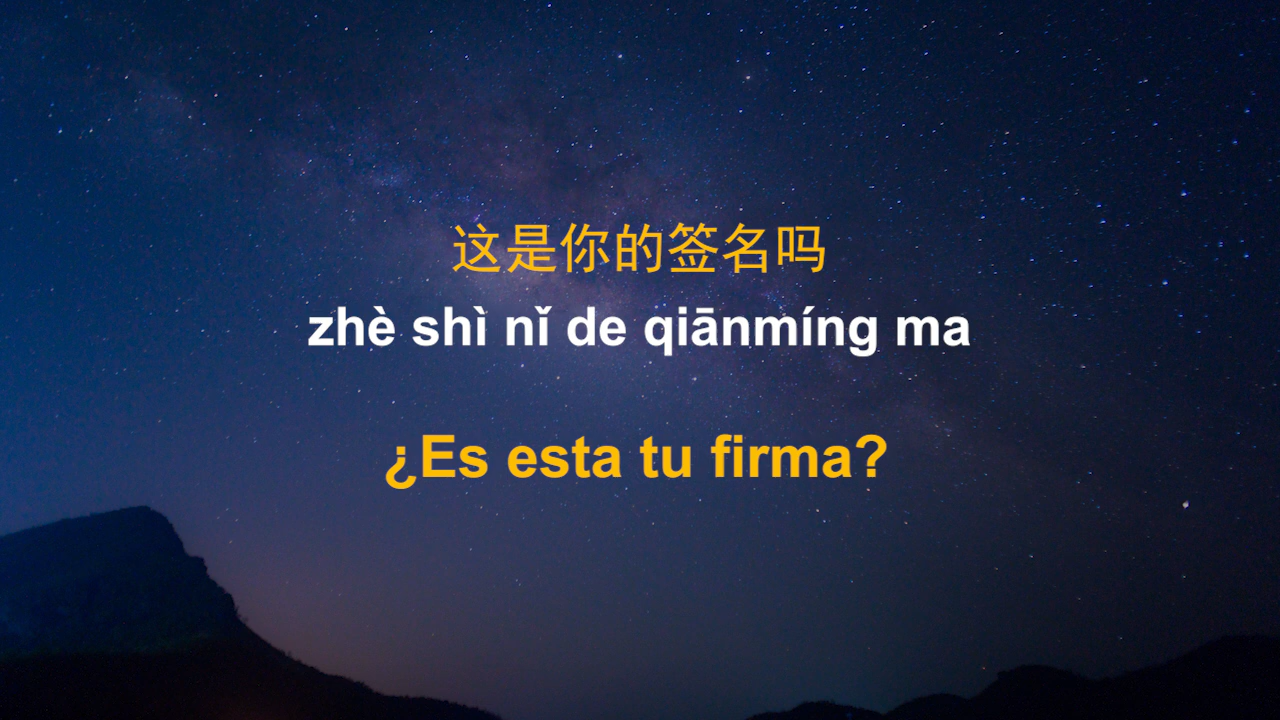 这是你的签名吗
zhè shì nǐ de qiānmíng ma
¿Es esta tu firma?